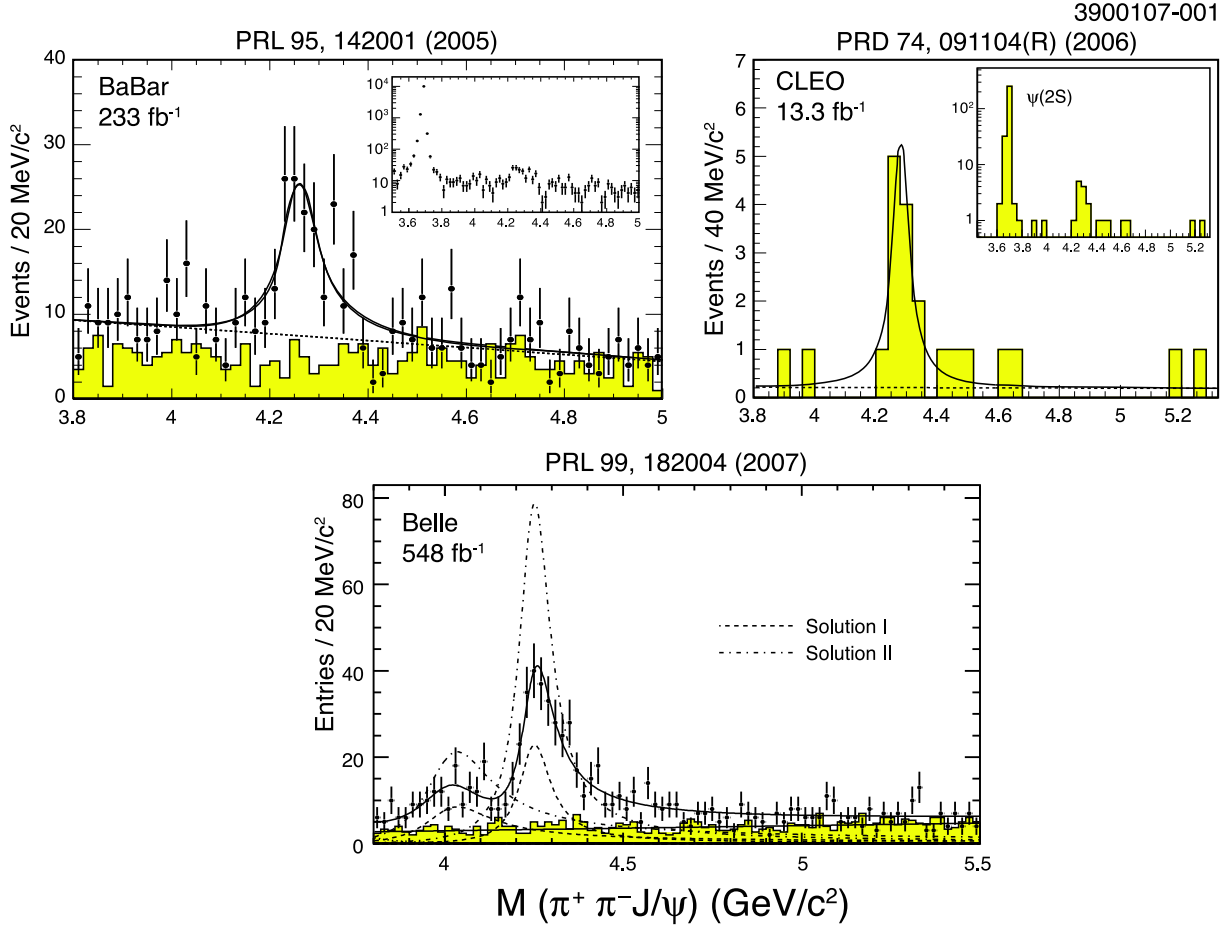 3900107-001
PRL 95, 142001 (2005)
BaBar
233 fb⁻¹
Events / 20 MeV/c²
40
30
20
10
0
3.8 4 4.2 4.4 4.6 4.8 5
10⁴
10³
10²
10
1
3.6 3.8 4 4.2 4.4 4.6 4.8 5
PRD 74, 091104(R) (2006)
CLEO
13.3 fb⁻¹
Events / 40 MeV/c²
7
6
5
4
3
2
1
0
3.8 4 4.2 4.4 4.6 4.8 5 5.2
ψ(2S)
10²
10
1
3.6 3.8 4 4.2 4.4 4.6 4.8 5 5.2
PRL 99, 182004 (2007)
Belle
548 fb⁻¹
Entries / 20 MeV/c²
80
60
40
20
0
4 4.5 5 5.5
Solution I
Solution II
M (π⁺ π⁻J/ψ) (GeV/c²)